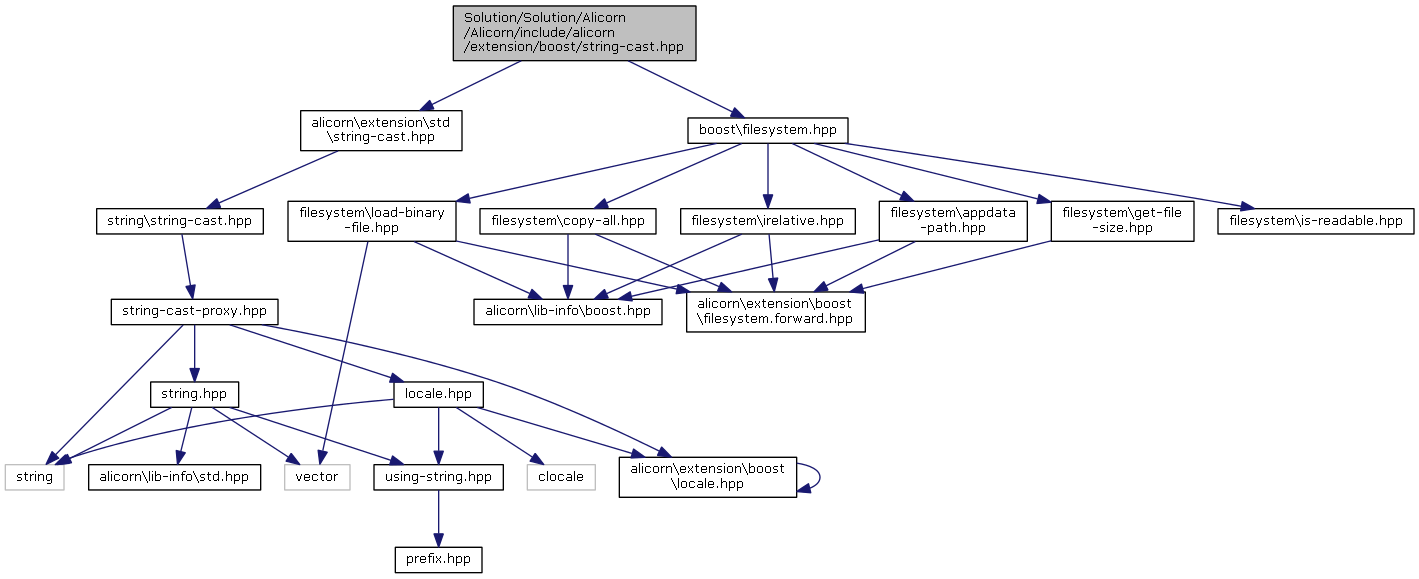 Solution/Solution/Alicorn
/Alicorn/include/alicorn
/extension/boost/string-cast.hpp
alicorn\extension\std
\string-cast.hpp
boost\filesystem.hpp
string\string-cast.hpp
filesystem\load-binary
-file.hpp
filesystem\copy-all.hpp
filesystem\irelative.hpp
filesystem\appdata
-path.hpp
filesystem\get-file
-size.hpp
filesystem\is-readable.hpp
string-cast-proxy.hpp
alicorn\lib-info\boost.hpp
alicorn\extension\boost
\filesystem.forward.hpp
string.hpp
locale.hpp
string
alicorn\lib-info\std.hpp
vector
using-string.hpp
clocale
alicorn\extension\boost
\locale.hpp
prefix.hpp